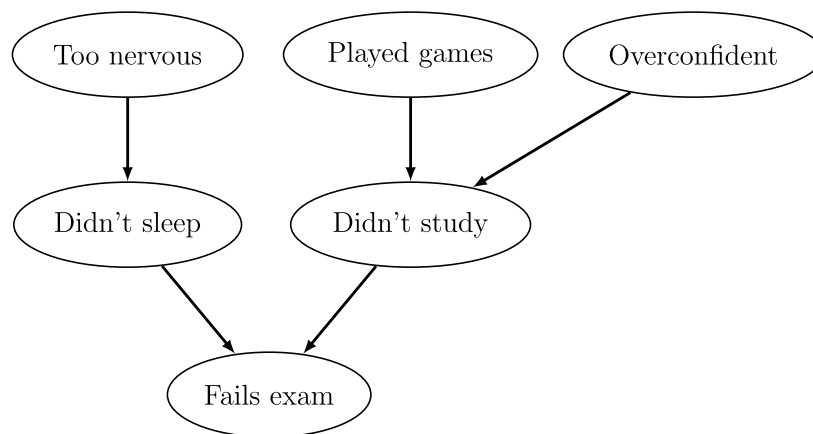 Too nervous
Played games
Overconfident
Didn't sleep
Didn't study
Fails exam